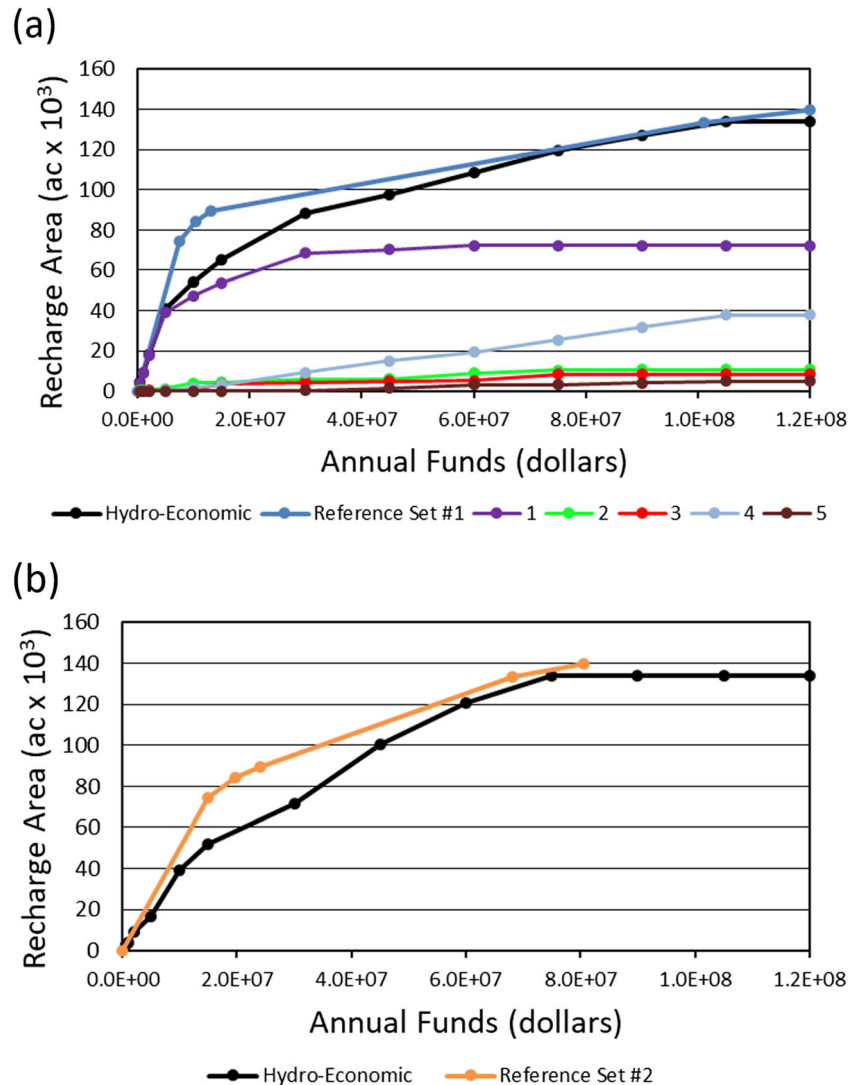 (a)
160
140
120
100
80
60
40
20
0
Recharge Area (ac x 10³)
0.0E+00 2.0E+07 4.0E+07 6.0E+07 8.0E+07 1.0E+08 1.2E+08
Annual Funds (dollars)
Hydro-Economic Reference Set #1 1 2 3 4 5
(b)
160
140
120
100
80
60
40
20
0
Recharge Area (ac x 10³)
0.0E+00 2.0E+07 4.0E+07 6.0E+07 8.0E+07 1.0E+08 1.2E+08
Annual Funds (dollars)
Hydro-Economic Reference Set #2